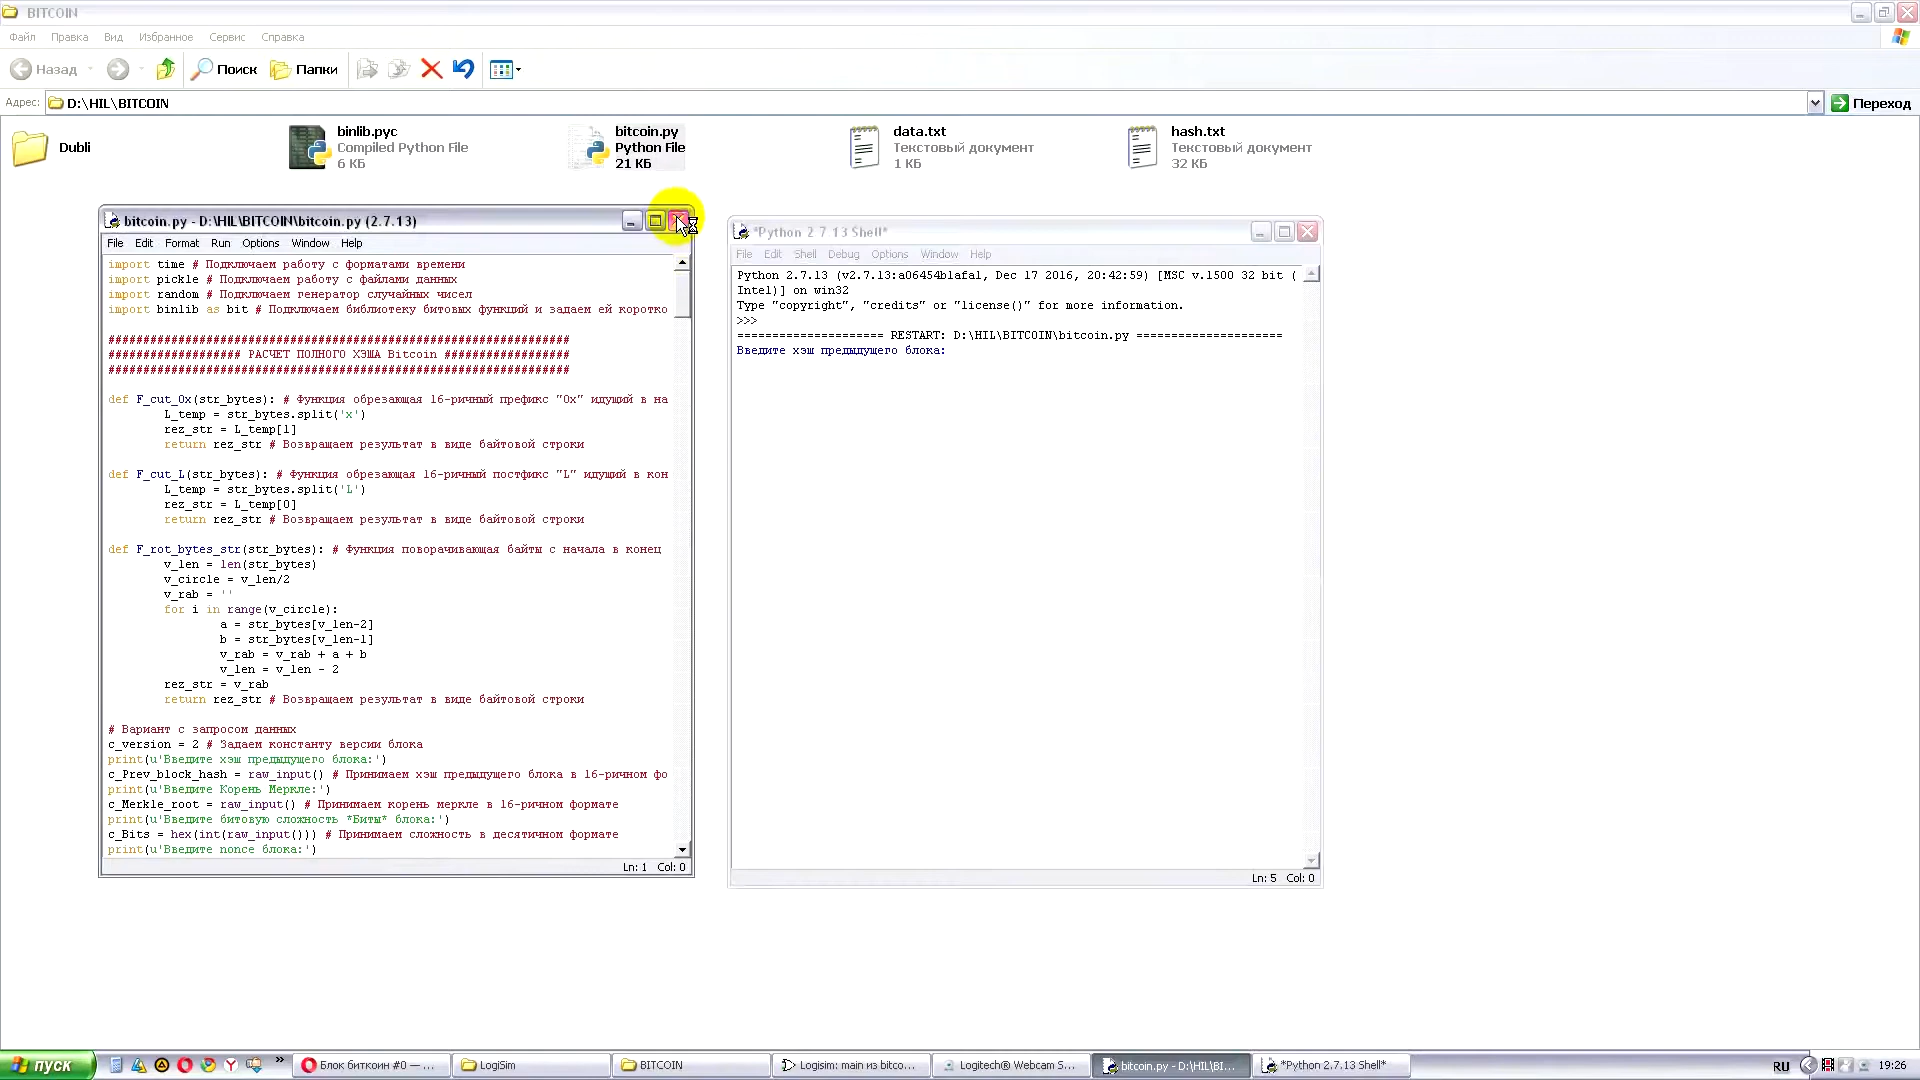 BITCOIN
Файл Правка Вид Избранное Сервис Справка
Назад Поиск Папки
Адрес: D:\HIL\BITCOIN Переход
Dubli
binlib.pyc
Compiled Python File
6 КБ
bitcoin.py
Python File
21 КБ
data.txt
Текстовый документ
1 КБ
hash.txt
Текстовый документ
32 КБ
bitcoin.py - D:\HIL\BITCOIN\bitcoin.py (2.7.13)
File Edit Format Run Options Window Help
import time # Подключаем работу с форматами времени
import pickle # Подключаем работу с файлами данных
import random # Подключаем генератор случайных чисел
import binlib as bit # Подключаем библиотеку битовых функций и задаем ей коротко
##################################################################
################### РАСЧЕТ ПОЛНОГО ХЭША Bitcoin ##################
##################################################################
def F_cut_0x(str_bytes): # Функция обрезающая 16-ричный префикс "0x" идущий в на
L_temp = str_bytes.split('x')
rez_str = L_temp[1]
return rez_str # Возвращаем результат в виде байтовой строки
def F_cut_L(str_bytes): # Функция обрезающая 16-ричный постфикс "L" идущий в кон
L_temp = str_bytes.split('L')
rez_str = L_temp[0]
return rez_str # Возвращаем результат в виде байтовой строки
def F_rot_bytes_str(str_bytes): # Функция поворачивающая байты с начала в конец
v_len = len(str_bytes)
v_circle = v_len/2
v_rab = ''
for i in range(v_circle):
a = str_bytes[v_len-2]
b = str_bytes[v_len-1]
v_rab = v_rab + a + b
v_len = v_len - 2
rez_str = v_rab
return rez_str # Возвращаем результат в виде байтовой строки
# Вариант с запросом данных
c_version = 2 # Задаем константу версии блока
print(u'Введите хэш предыдущего блока:')
c_Prev_block_hash = raw_input() # Принимаем хэш предыдущего блока в 16-ричном фо
print(u'Введите Корень Меркле:')
c_Merkle_root = raw_input() # Принимаем корень меркле в 16-ричном формате
print(u'Введите битовую сложность *Биты* блока:')
c_Bits = hex(int(raw_input())) # Принимаем сложность в десятичном формате
print(u'Введите nonce блока:')
Ln: 1 Col: 0
*Python 2.7.13 Shell*
File Edit Shell Debug Options Window Help
Python 2.7.13 (v2.7.13:a06454b1afa1, Dec 17 2016, 20:42:59) [MSC v.1500 32 bit (
Intel)] on win32
Type "copyright", "credits" or "license()" for more information.
>>>
===================== RESTART: D:\HIL\BITCOIN\bitcoin.py =====================
Введите хэш предыдущего блока:
Ln: 5 Col: 0
пуск » Блок биткоин #0 — ... LogiSim BITCOIN Logisim: main из bitco... Logitech® Webcam S... bitcoin.py - D:\HIL\BI... *Python 2.7.13 Shell* RU 19:26